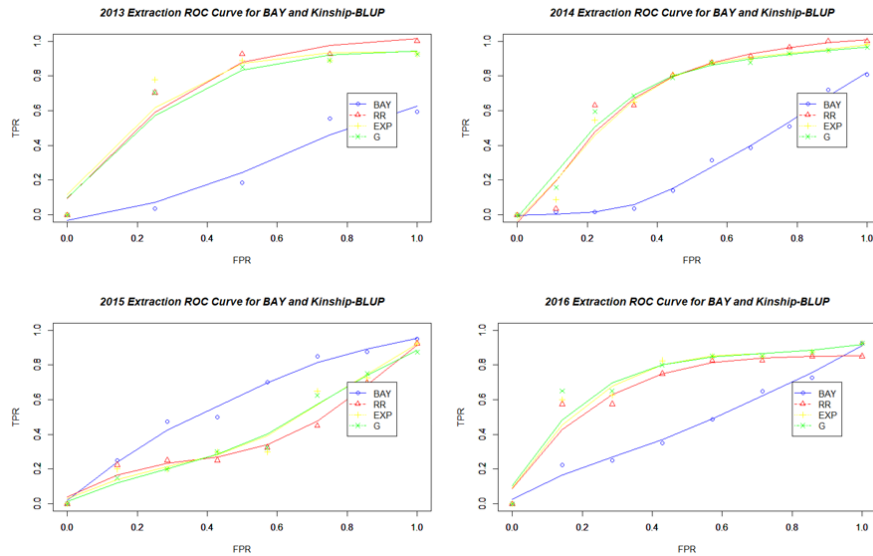 2013 Extraction ROC Curve for BAY and Kinship-BLUP
TPR
1.0
0.8
0.6
0.4
0.2
0.0
BAY
RR
EXP
G
0.0 0.2 0.4 0.6 0.8 1.0
FPR
2014 Extraction ROC Curve for BAY and Kinship-BLUP
TPR
1.0
0.8
0.6
0.4
0.2
0.0
BAY
RR
EXP
G
0.0 0.2 0.4 0.6 0.8 1.0
FPR
2015 Extraction ROC Curve for BAY and Kinship-BLUP
TPR
1.0
0.8
0.6
0.4
0.2
0.0
BAY
RR
EXP
G
0.0 0.2 0.4 0.6 0.8 1.0
FPR
2016 Extraction ROC Curve for BAY and Kinship-BLUP
TPR
1.0
0.8
0.6
0.4
0.2
0.0
BAY
RR
EXP
G
0.0 0.2 0.4 0.6 0.8 1.0
FPR